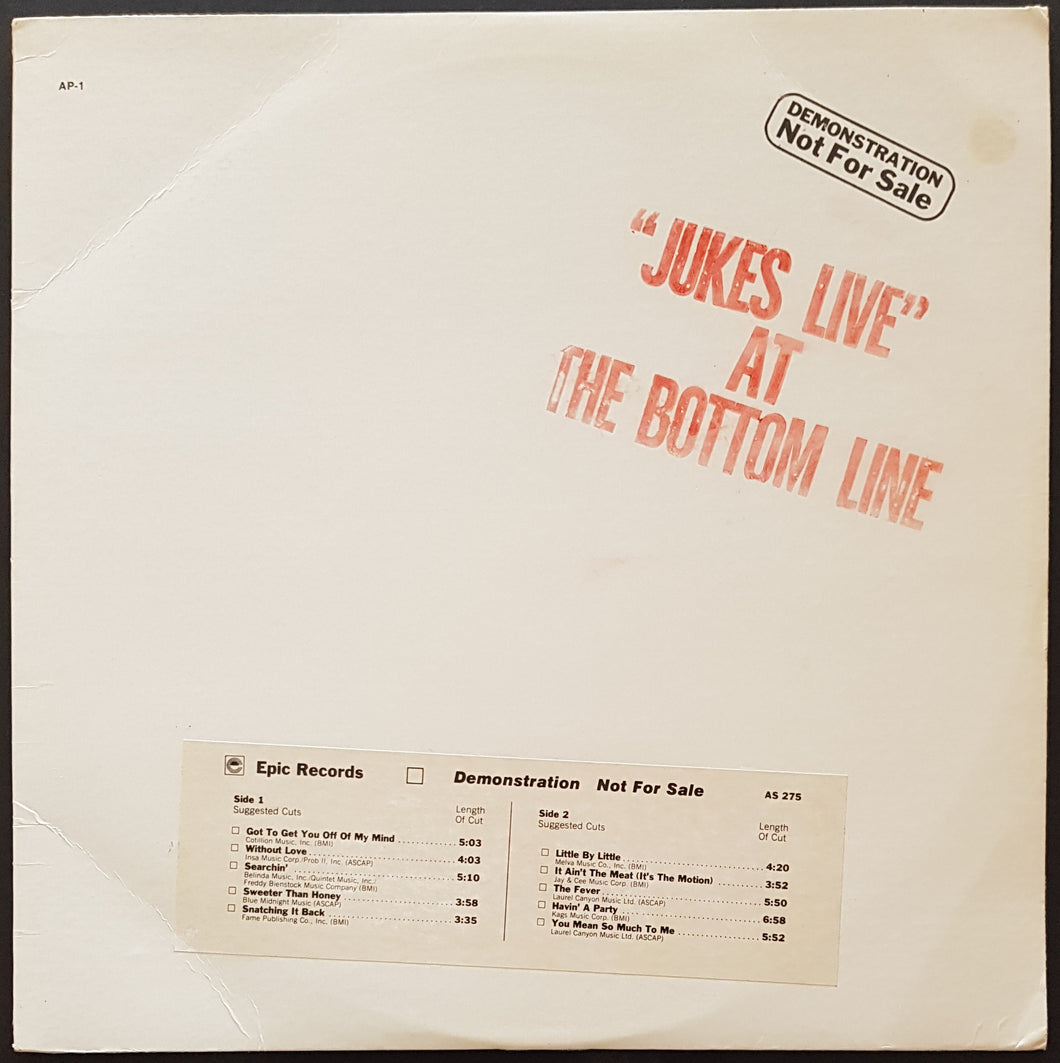 AP-1
DEMONSTRATION
Not For Sale
"JUKES LIVE"
AT
THE BOTTOM LINE
Epic Records □ Demonstration Not For Sale AS 275
Side 1
Suggested Cuts Length Of Cut
□ Got To Get You Off Of My Mind ............ 5:03
Cotillion Music, Inc. (BMI)
□ Without Love ............ 4:03
Insa Music Corp./Prob II, Inc. (ASCAP)
□ Searchin' ............ 5:10
Belinda Music, Inc./Quintet Music, Inc./
Freddy Bienstock Music Company (BMI)
□ Sweeter Than Honey ............ 3:58
Blue Midnight Music (ASCAP)
□ Snatching It Back ............ 3:35
Fame Publishing Co., Inc. (BMI)
Side 2
Suggested Cuts Length Of Cut
□ Little By Little ............ 4:20
Melva Music Co., Inc. (BMI)
□ It Ain't The Meat (It's The Motion) ............ 3:52
Jay & Cee Music Corp. (BMI)
□ The Fever ............ 5:50
Laurel Canyon Music Ltd. (ASCAP)
□ Havin' A Party ............ 6:58
Kags Music Corp. (BMI)
□ You Mean So Much To Me ............ 5:52
Laurel Canyon Music Ltd. (ASCAP)